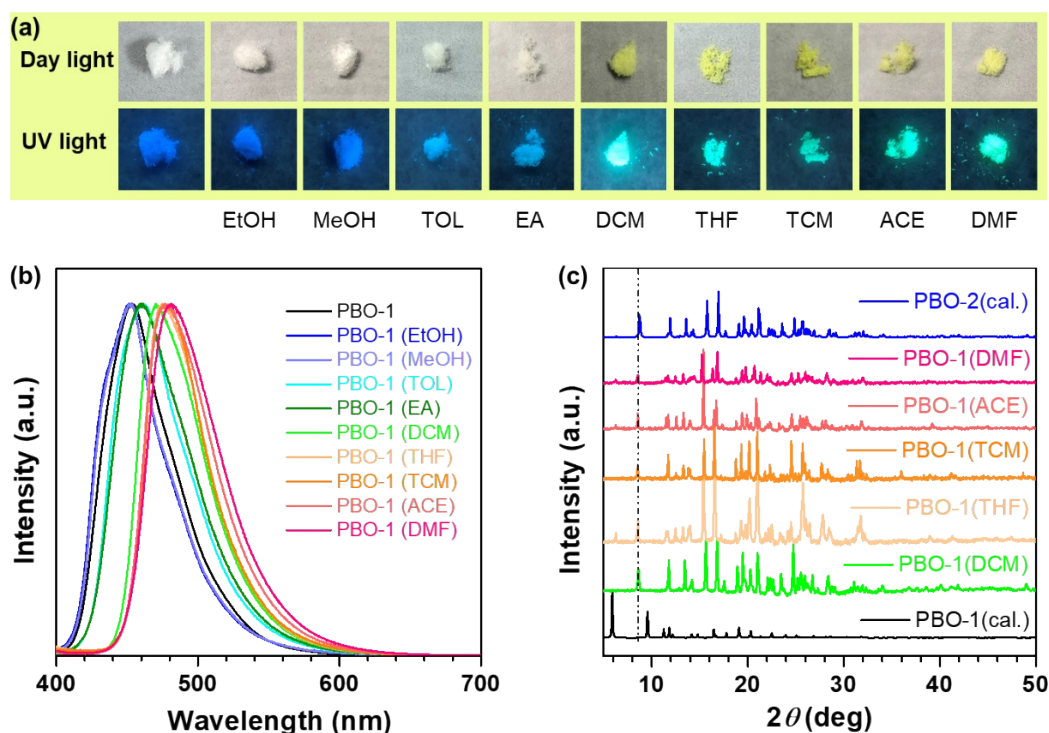 (a)
Day light
UV light
EtOH MeOH TOL EA DCM THF TCM ACE DMF
(b)
Intensity (a.u.)
PBO-1
PBO-1 (EtOH)
PBO-1 (MeOH)
PBO-1 (TOL)
PBO-1 (EA)
PBO-1 (DCM)
PBO-1 (THF)
PBO-1 (TCM)
PBO-1 (ACE)
PBO-1 (DMF)
400 500 600 700
Wavelength (nm)
(c)
Intensity (a.u.)
PBO-2(cal.)
PBO-1(DMF)
PBO-1(ACE)
PBO-1(TCM)
PBO-1(THF)
PBO-1(DCM)
PBO-1(cal.)
10 20 30 40 50
2θ (deg)